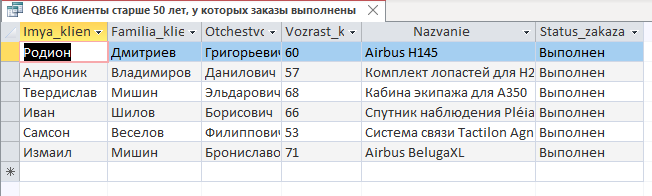 QBE6 Клиенты старше 50 лет, у которых заказы выполнены
Imya_klien Familia_klie Otchestvo Vozrast_k Nazvanie Status_zakaza
Родион Дмитриев Григорьевич 60 Airbus H145 Выполнен
Андроник Владимиров Данилович 57 Комплект лопастей для H2 Выполнен
Твердислав Мишин Эльдарович 68 Кабина экипажа для A350 Выполнен
Иван Шилов Борисович 66 Спутник наблюдения Pléia Выполнен
Самсон Веселов Филиппович 53 Система связи Tactilon Agn Выполнен
Измаил Мишин Брониславо 71 Airbus BelugaXL Выполнен